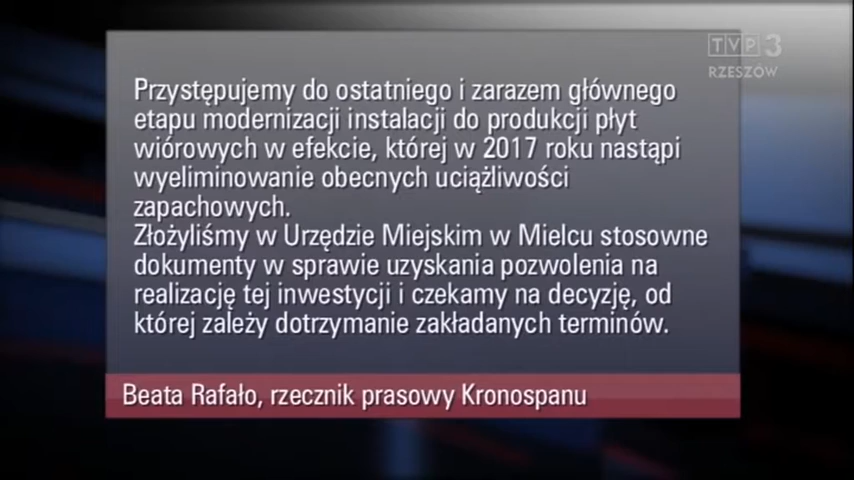 TVP3
RZESZÓW
Przystępujemy do ostatniego i zarazem głównego
etapu modernizacji instalacji do produkcji płyt
wiórowych w efekcie, której w 2017 roku nastąpi
wyeliminowanie obecnych uciążliwości
zapachowych.
Złożyliśmy w Urzędzie Miejskim w Mielcu stosowne
dokumenty w sprawie uzyskania pozwolenia na
realizację tej inwestycji i czekamy na decyzję, od
której zależy dotrzymanie zakładanych terminów.
Beata Rafało, rzecznik prasowy Kronospanu